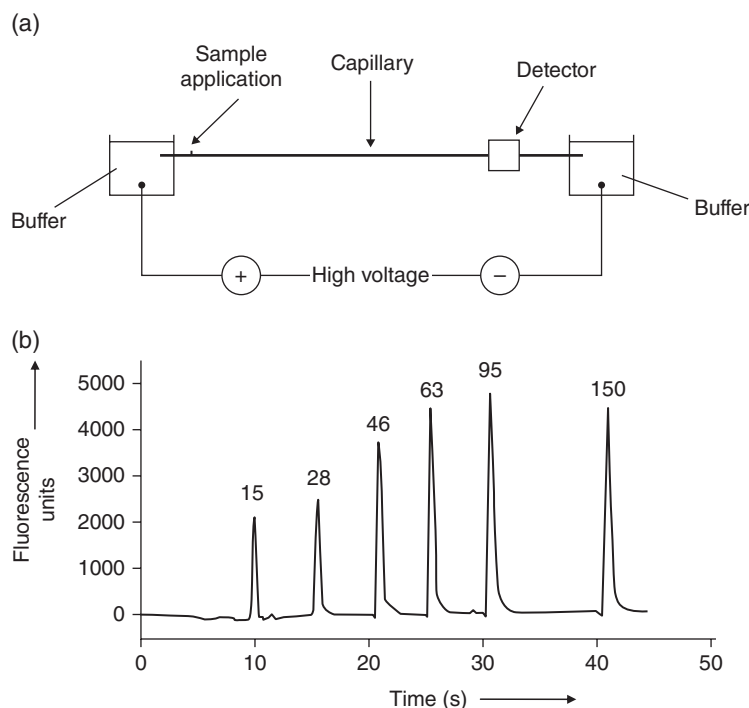 (a)
Sample
application
Capillary
Detector
Buffer
Buffer
+
High voltage
−
(b)
Fluorescence
units
5000
4000
3000
2000
1000
0
15
28
46
63
95
150
0
10
20
30
40
50
Time (s)